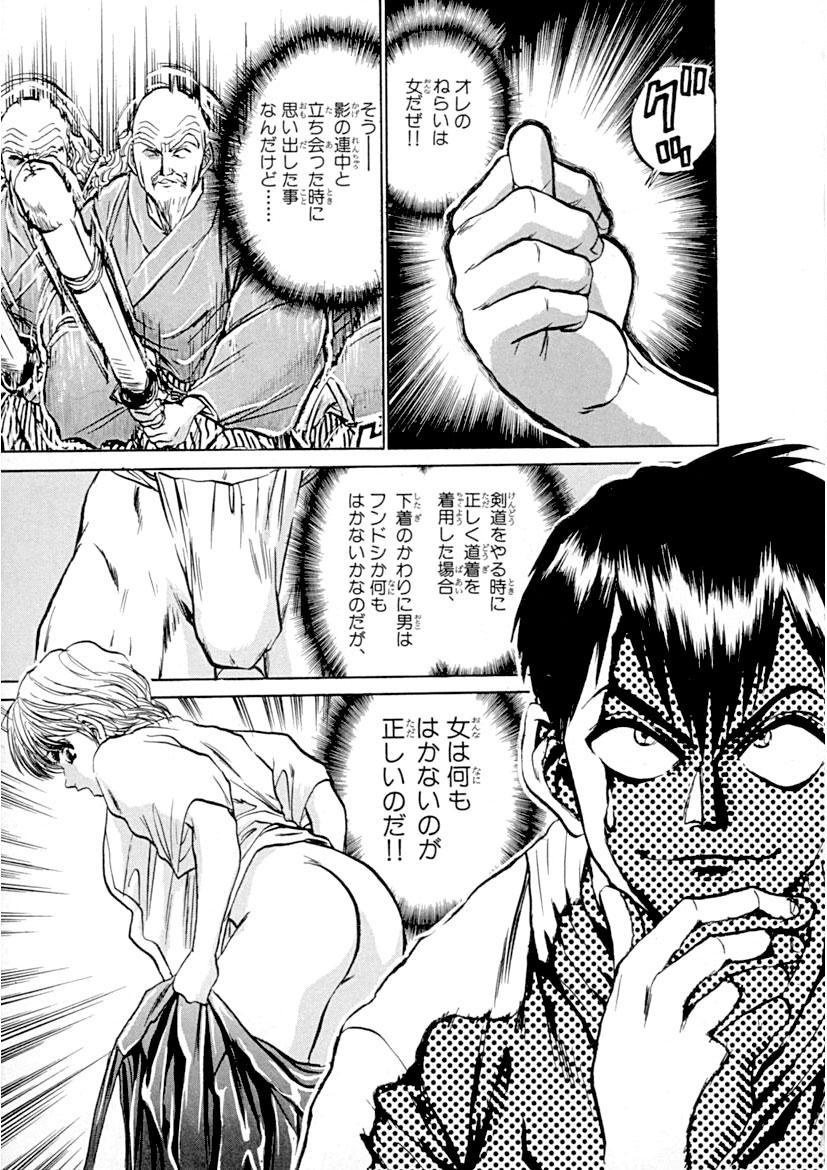 グッ
オレの
ねらいは
女だぜ!!
そう――
影の連中と
立ち会った時に
思い出した事
なんだけど……
剣道をやる時に
正しく道着を
着用した場合、
下着のかわりに男は
フンドシか何も
はかないかなのだが、
女は何も
はかないのが
正しいのだ!!